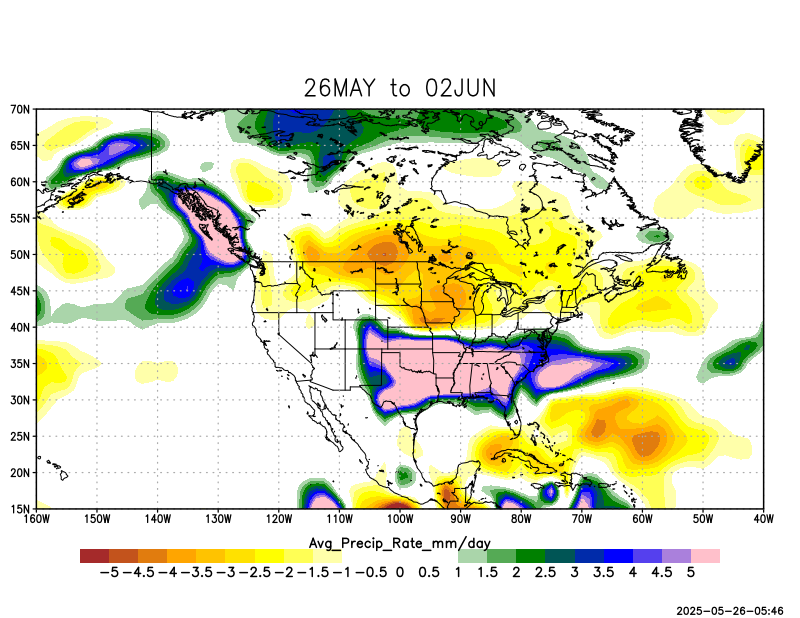 26MAY to 02JUN
70N
65N
60N
55N
50N
45N
40N
35N
30N
25N
20N
15N
160W 150W 140W 130W 120W 110W 100W 90W 80W 70W 60W 50W 40W
Avg_Precip_Rate_mm/day
-5 -4.5 -4 -3.5 -3 -2.5 -2 -1.5 -1 -0.5 0 0.5 1 1.5 2 2.5 3 3.5 4 4.5 5
2025-05-26-05:46